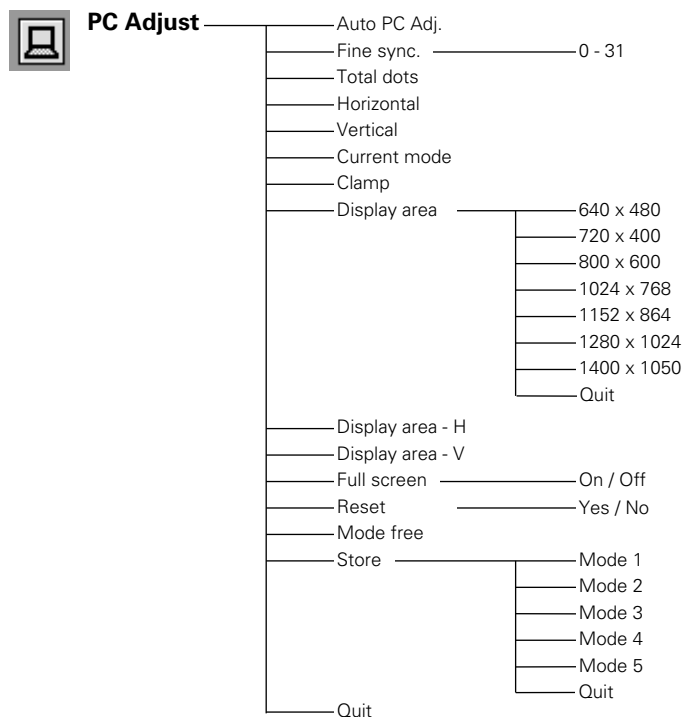 PC Adjust
Auto PC Adj.
Fine sync. 0 - 31
Total dots
Horizontal
Vertical
Current mode
Clamp
Display area 640 x 480
720 x 400
800 x 600
1024 x 768
1152 x 864
1280 x 1024
1400 x 1050
Quit
Display area - H
Display area - V
Full screen On / Off
Reset Yes / No
Mode free
Store Mode 1
Mode 2
Mode 3
Mode 4
Mode 5
Quit
Quit